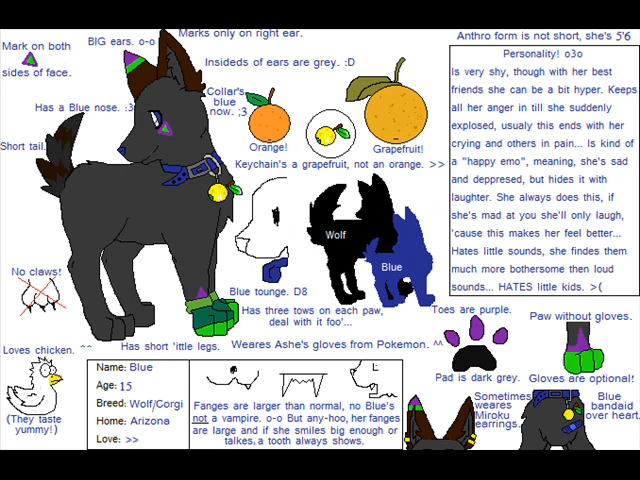 Marks only on right ear.
BIG ears. o-o
Mark on both
sides of face.
Insideds of ears are grey. :D
Anthro form is not short, she's 5'6
Personality! o3o
Is very shy, though with her best
friends she can be a bit hyper. Keeps
all her anger in till she suddenly
explosed, usualy this ends with her
crying and others in pain... Is kind of
a "happy emo", meaning, she's sad
and deppresed, but hides it with
laughter. She always does this, if
she's mad at you she'll only laugh,
'cause this makes her feel better...
Hates little sounds, she findes them
much more bothersome then loud
sounds... HATES little kids. >:(
Has a Blue nose. :3
Collar's
blue
now. ;3
Short tail.
Orange!
Grapefruit!
Keychain's a grapefruit, not an orange. >>
Wolf
Blue
No claws!
Blue tounge. D8
Has three tows on each paw,
deal with it foo'...
Toes are purple.
Paw without gloves.
Pad is dark grey.
Gloves are optional!
Loves chicken. ^^
Has short 'ittle legs.
Weares Ashe's gloves from Pokemon. ^^
(They taste
yummy!)
Name: Blue
Age: 15
Breed: Wolf/Corgi
Home: Arizona
Love: >>
Fanges are larger than normal, no Blue's
not a vampire. o-o But any-hoo, her fanges
are large and if she smiles big enough or
talkes, a tooth always shows.
Sometimes
weares
Miroku
earrings.
Blue
bandaid
over heart.